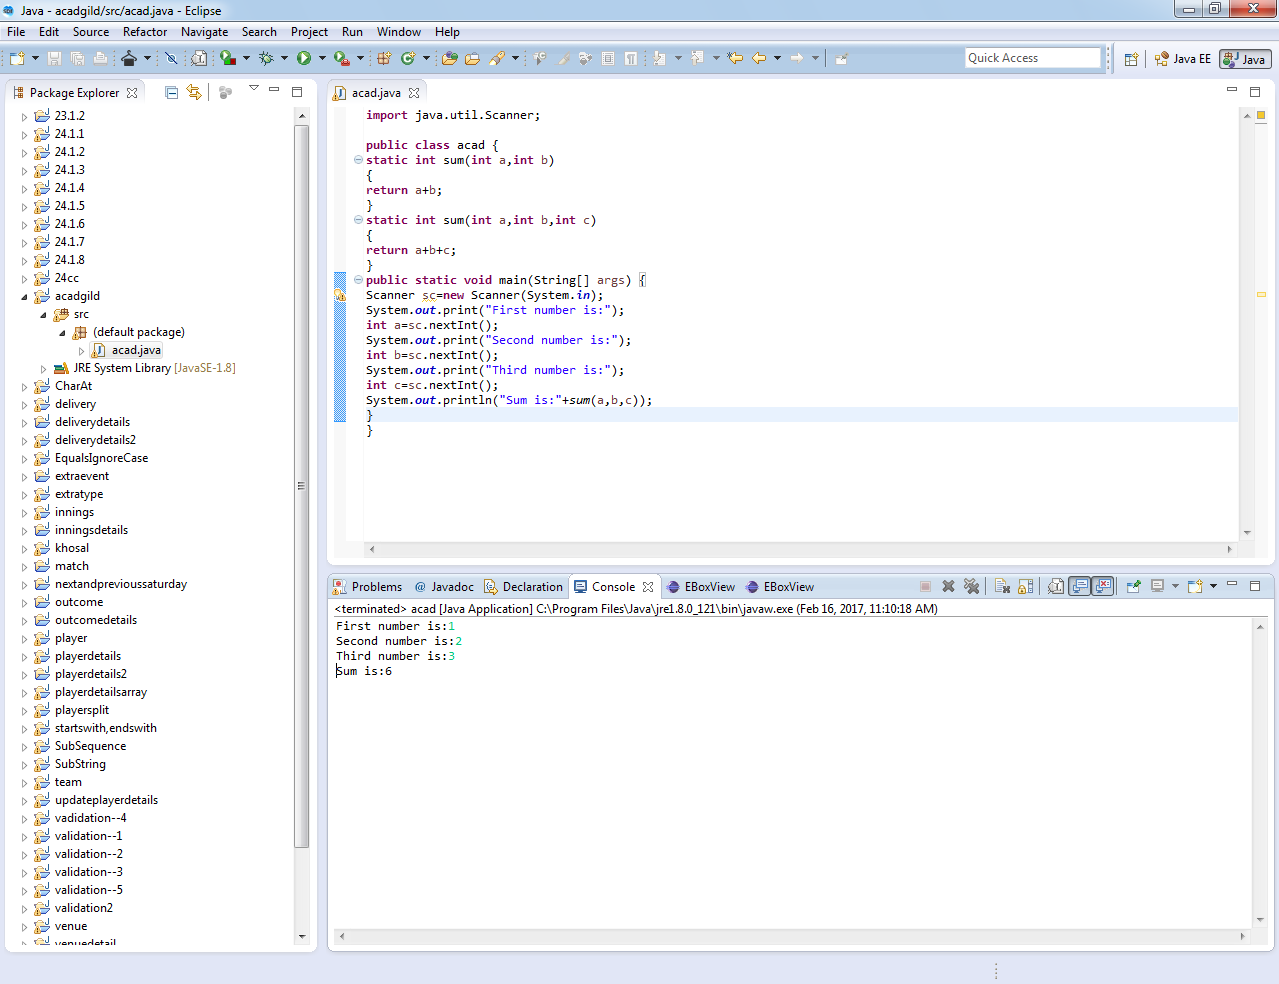 Java - acadgild/src/acad.java - Eclipse
File Edit Source Refactor Navigate Search Project Run Window Help
Quick Access
Java EE
Java
Package Explorer
23.1.2
24.1.1
24.1.2
24.1.3
24.1.4
24.1.5
24.1.6
24.1.7
24.1.8
24cc
acadgild
src
(default package)
acad.java
JRE System Library [JavaSE-1.8]
CharAt
delivery
deliverydetails
deliverydetails2
EqualsIgnoreCase
extraevent
extratype
innings
inningsdetails
khosal
match
nextandprevioussaturday
outcome
outcomedetails
player
playerdetails
playerdetails2
playerdetailsarray
playersplit
startswith,endswith
SubSequence
SubString
team
updateplayerdetails
vadidation--4
validation--1
validation--2
validation--3
validation--5
validation2
venue
venuedetail
acad.java
import java.util.Scanner;
public class acad {
static int sum(int a,int b)
{
return a+b;
}
static int sum(int a,int b,int c)
{
return a+b+c;
}
public static void main(String[] args) {
Scanner sc=new Scanner(System.in);
System.out.print("First number is:");
int a=sc.nextInt();
System.out.print("Second number is:");
int b=sc.nextInt();
System.out.print("Third number is:");
int c=sc.nextInt();
System.out.println("Sum is:"+sum(a,b,c));
}
}
Problems @ Javadoc Declaration Console EBoxView EBoxView
<terminated> acad [Java Application] C:\Program Files\Java\jre1.8.0_121\bin\javaw.exe (Feb 16, 2017, 11:10:18 AM)
First number is:1
Second number is:2
Third number is:3
Sum is:6